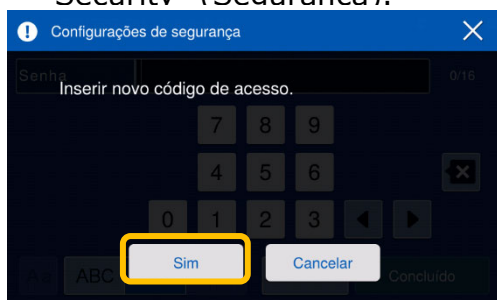 Security (Segurança).
! Configurações de segurança
Senha
0/16
Inserir novo código de acesso.
7 8 9
4 5 6
0 1 2 3
Sim
Cancelar
Aa ABC
Concluído